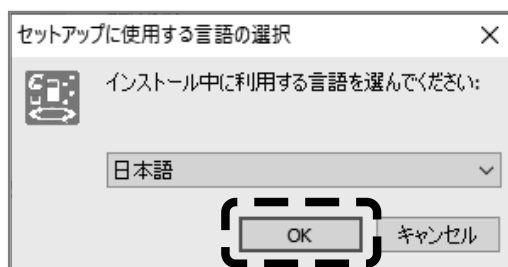 セットアップに使用する言語の選択
インストール中に利用する言語を選んでください:
日本語
OK
キャンセル